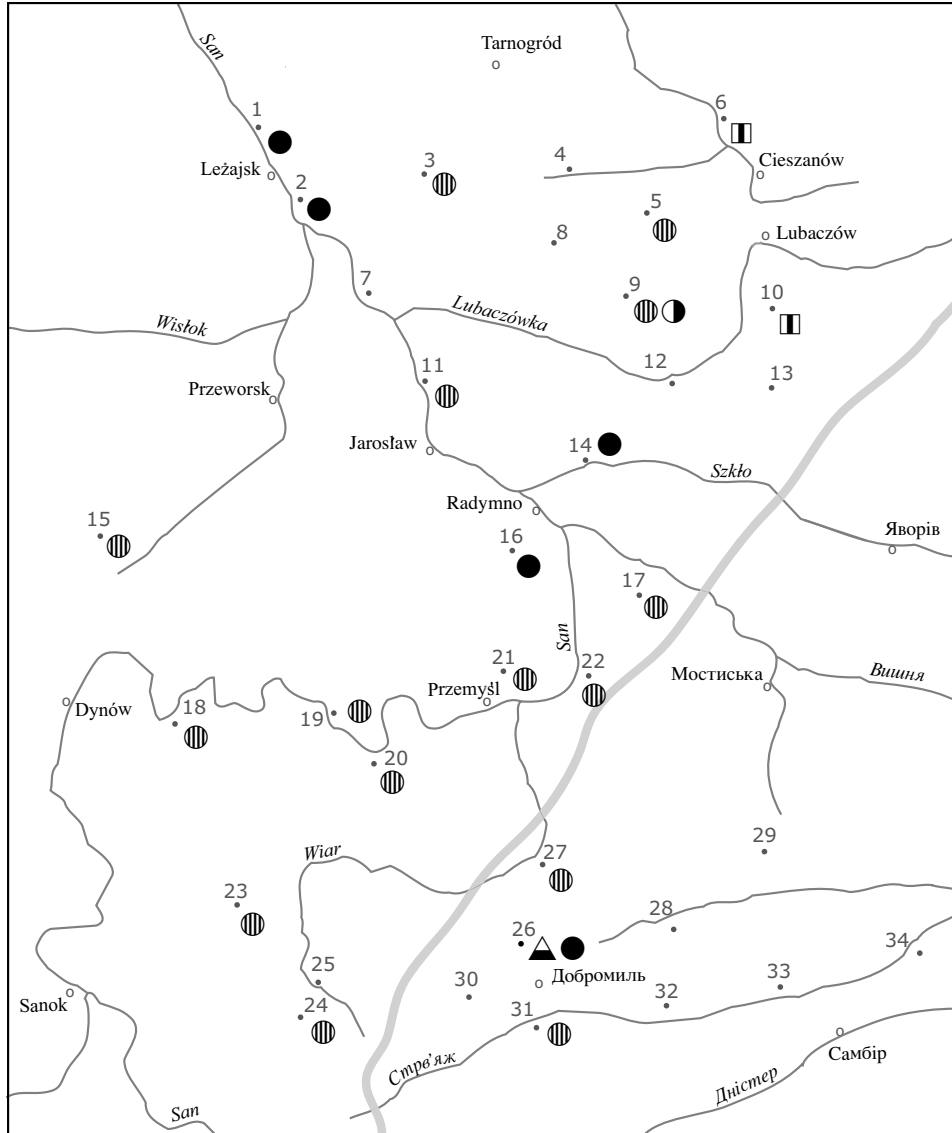 San
Tarnogród
1
6
Leżajsk
3
4
Cieszanów
2
5
8
Lubaczów
7
9
10
Lubaczówka
Wisłok
11
12
13
Przeworsk
Jarosław
14
Szkło
Radymno
15
16
Яворів
17
San
21
22
Мостиська
Вишня
Dynów
18
19
Przemyśl
20
29
Wiar
27
23
28
26
34
25
Добромиль
33
Sanok
24
30
31
32
Самбір
Стрв’яж
Дністер
San